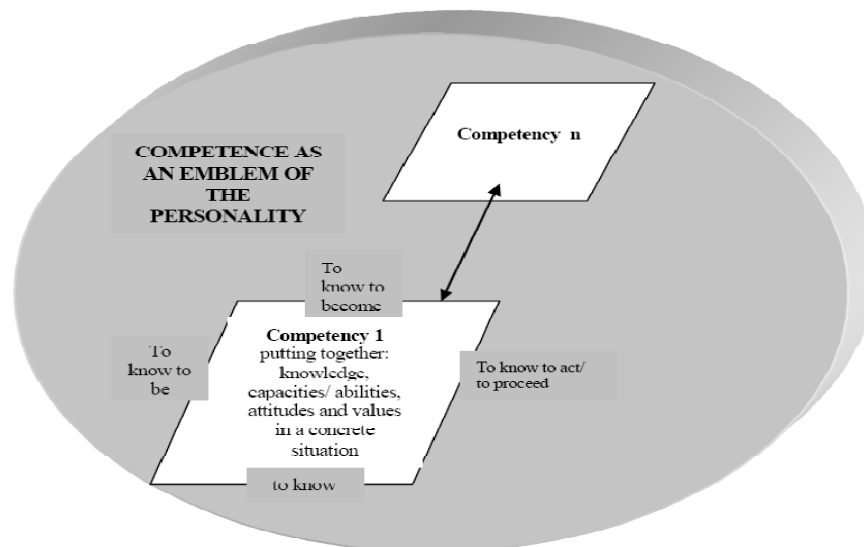 Competency n
COMPETENCE AS
AN EMBLEM OF
THE
PERSONALITY
To
know to
become
Competency 1
putting together:
knowledge,
capacities/ abilities,
attitudes and values
in a concrete
situation
To
know to
be
To know to act/
to proceed
to know